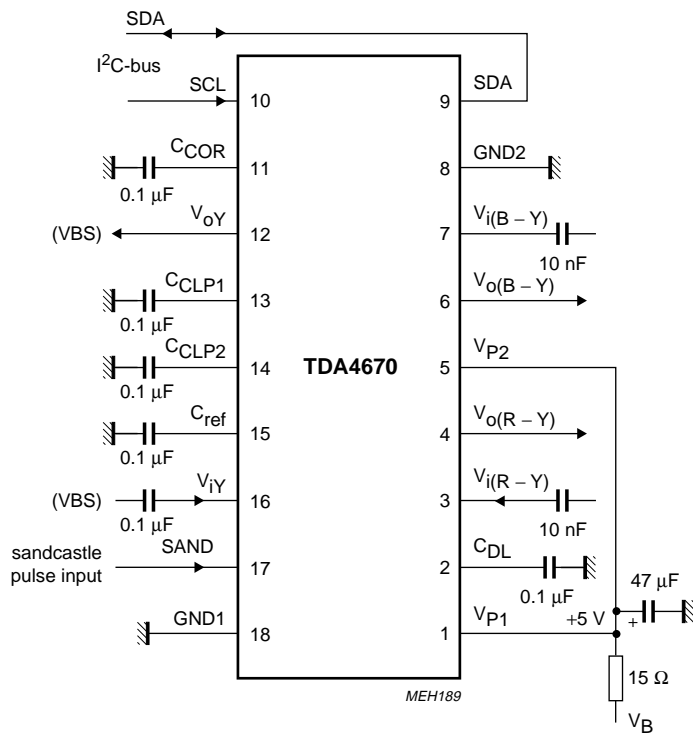 SDA
I²C-bus
SCL 10 9 SDA
C_COR 11 8 GND2
0.1 μF
(VBS) V_oY 12 7 V_i(B − Y)
10 nF
C_CLP1 13 6 V_o(B − Y)
0.1 μF
C_CLP2 14 TDA4670 5 V_P2
0.1 μF
C_ref 15 4 V_o(R − Y)
0.1 μF
(VBS) V_iY 16 3 V_i(R − Y)
0.1 μF 10 nF
sandcastle
pulse input SAND 17 2 C_DL
0.1 μF 47 μF
GND1 18 1 V_P1 +5 V +
MEH189 15 Ω
V_B